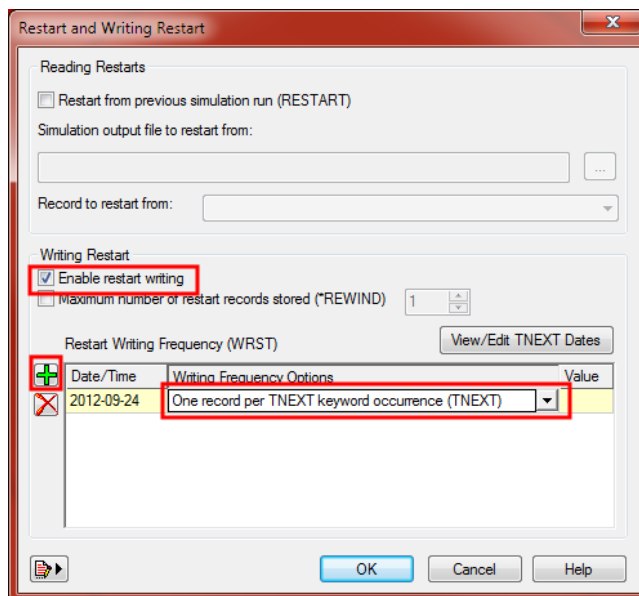 Restart and Writing Restart
Reading Restarts
Restart from previous simulation run (RESTART)
Simulation output file to restart from:
...
Record to restart from:
Writing Restart
Enable restart writing
Maximum number of restart records stored (*REWIND) 1
Restart Writing Frequency (WRST) View/Edit TNEXT Dates
Date/Time Writing Frequency Options Value
2012-09-24 One record per TNEXT keyword occurrence (TNEXT)
OK Cancel Help